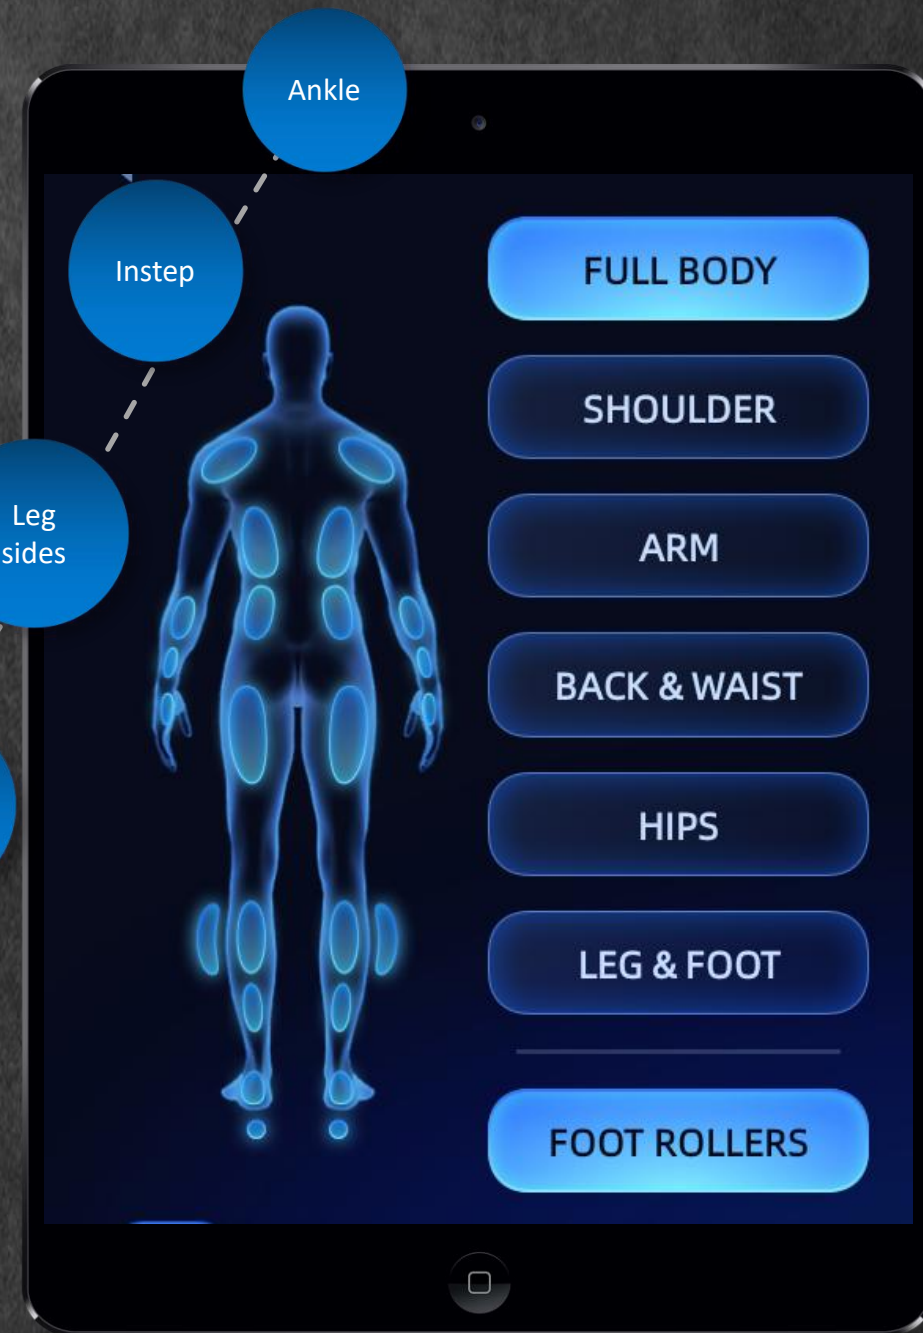 Ankle
Instep
Leg
sides
FULL BODY
SHOULDER
ARM
BACK & WAIST
HIPS
LEG & FOOT
FOOT ROLLERS